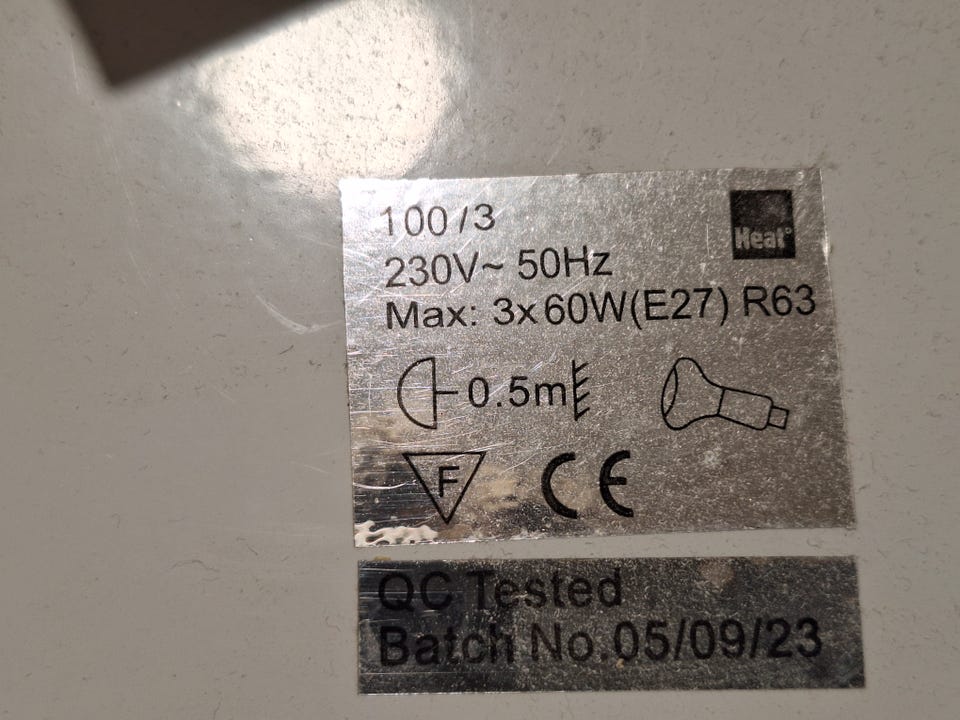 100/3
Heat
230V~ 50Hz
Max: 3x60W(E27) R63
0.5m
F
CE
QC Tested
Batch No.05/09/23